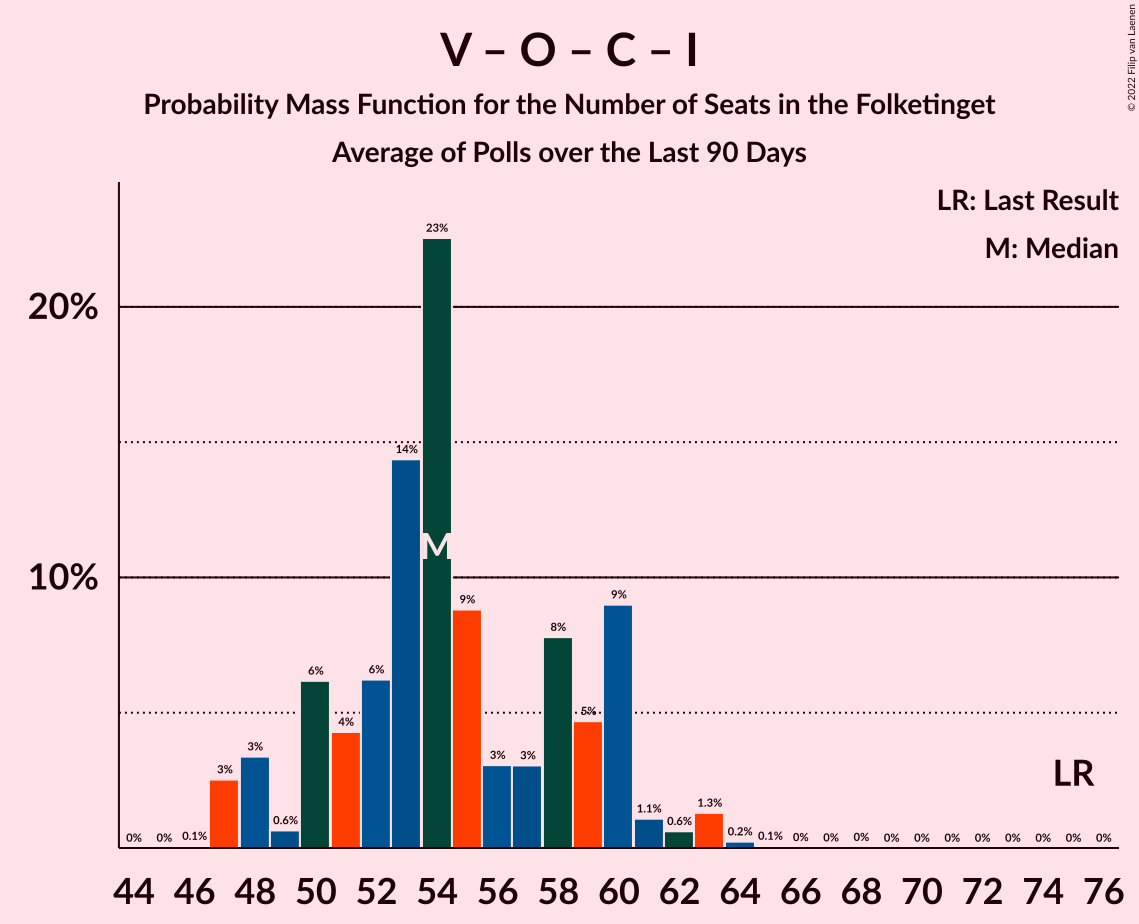 V – O – C – I
Probability Mass Function for the Number of Seats in the Folketinget
Average of Polls over the Last 90 Days
© 2022 Filip van Laenen
LR: Last Result
M: Median
20%
10%
0% 0% 0.1% 3% 3% 0.6% 6% 4% 6% 14% 23% 9% 3% 3% 8% 5% 9% 1.1% 0.6% 1.3% 0.2% 0.1% 0% 0% 0% 0% 0% 0% 0% 0% 0% 0% 0%
M
LR
44 46 48 50 52 54 56 58 60 62 64 66 68 70 72 74 76